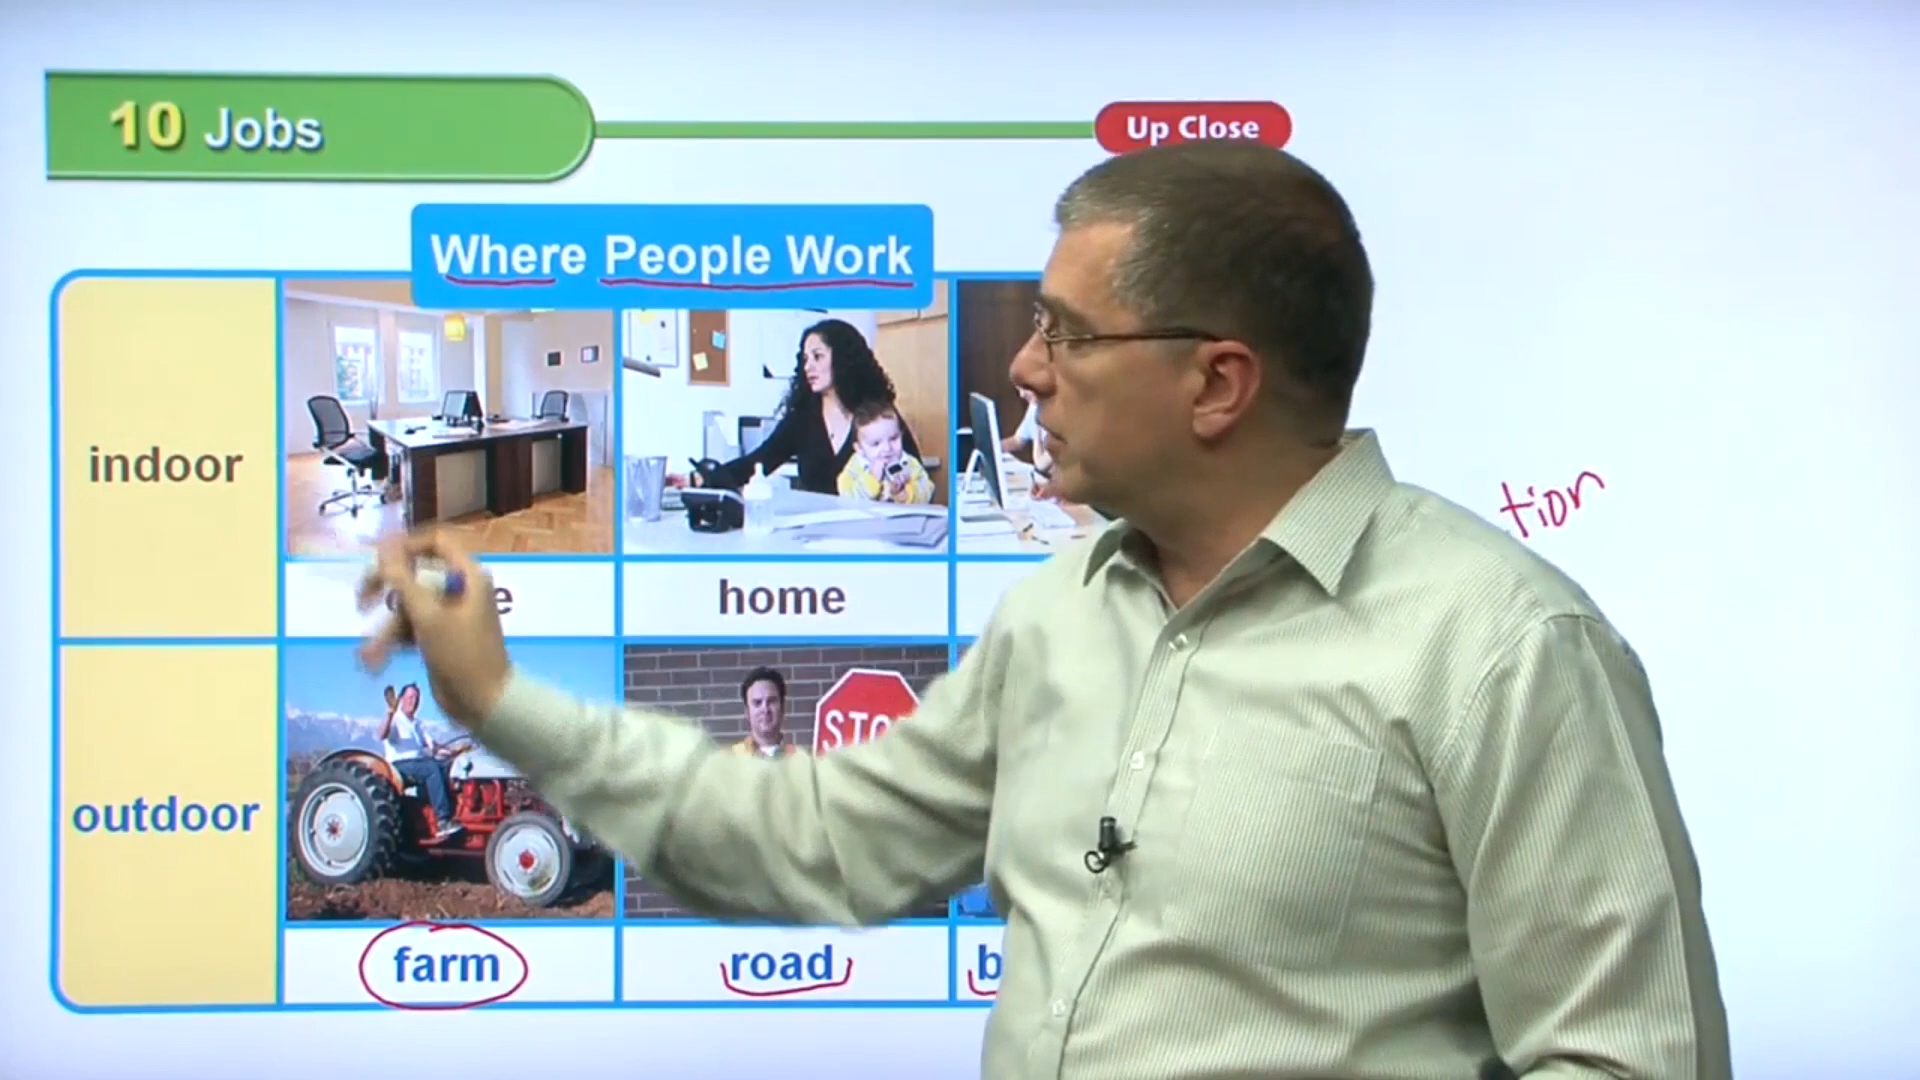 10 Jobs
Up Close
Where People Work
indoor
home
outdoor
farm
road
tion